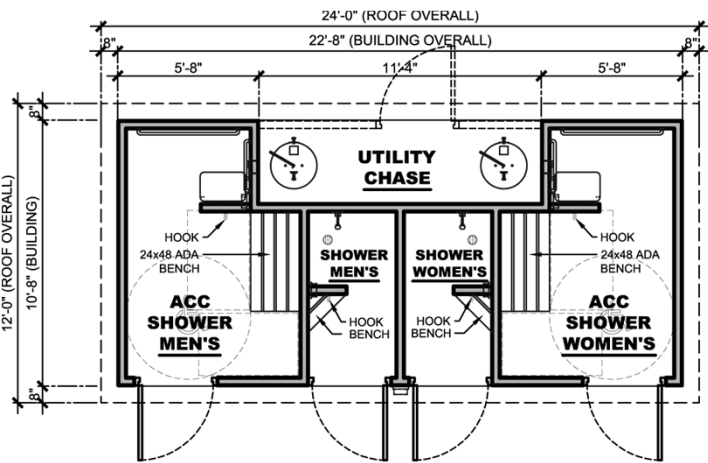 24'-0" (ROOF OVERALL)
8"
22'-8" (BUILDING OVERALL)
8"
5'-8"
11'-4"
5'-8"
8"
12'-0" (ROOF OVERALL)
10'-8" (BUILDING)
8"
UTILITY
CHASE
HOOK
24x48 ADA
BENCH
SHOWER
MEN'S
SHOWER
WOMEN'S
HOOK
24x48 ADA
BENCH
ACC
SHOWER
MEN'S
HOOK
BENCH
HOOK
BENCH
ACC
SHOWER
WOMEN'S